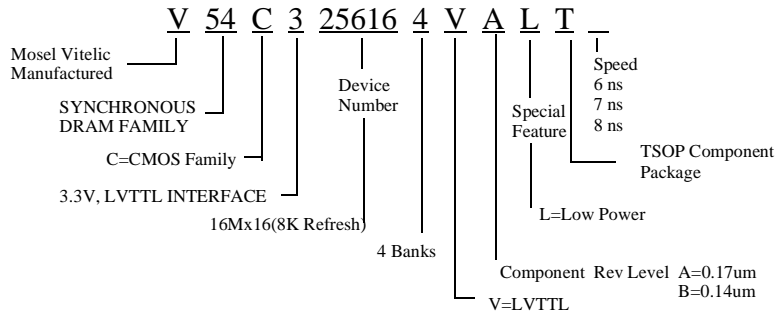 V 54 C 3 25616 4 V A L T
Mosel Vitelic
Manufactured
SYNCHRONOUS
DRAM FAMILY
C=CMOS Family
3.3V, LVTTL INTERFACE
Device
Number
16Mx16(8K Refresh)
4 Banks
V=LVTTL
Component Rev Level A=0.17um
B=0.14um
Special
Feature
L=Low Power
TSOP Component
Package
Speed
6 ns
7 ns
8 ns